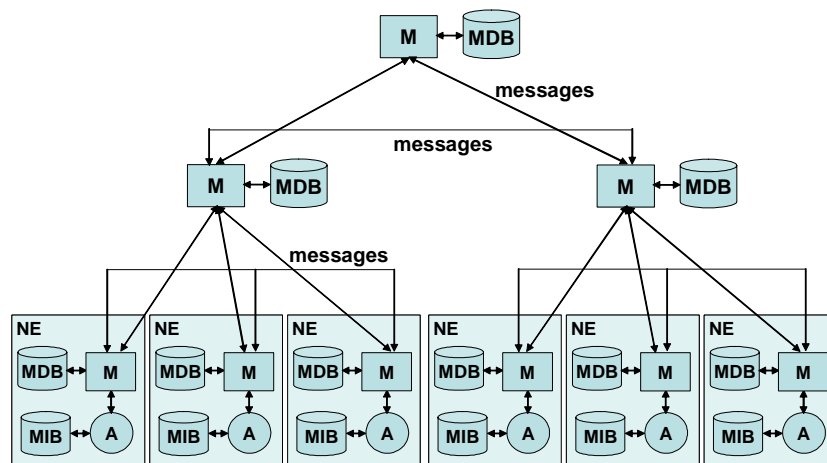 M MDB
messages
messages
M MDB M MDB
messages
NE NE NE NE NE NE
MDB M MDB M MDB M MDB M MDB M MDB M
MIB A MIB A MIB A MIB A MIB A MIB A